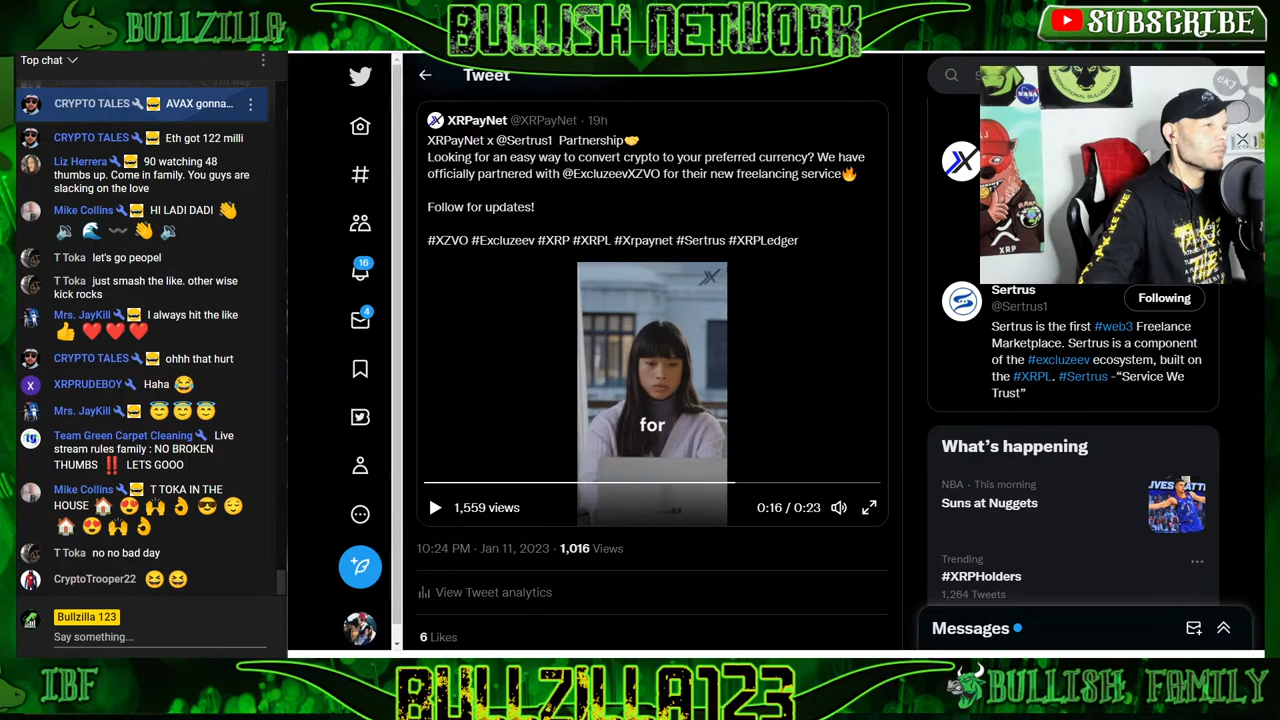 BULLZILLA
BULLISH NETWORK
SUBSCRIBE
Top chat
CRYPTO TALES AVAX gonna...
CRYPTO TALES Eth got 122 milli
Liz Herrera 90 watching 48
thumbs up. Come in family. You guys are
slacking on the love
Mike Collins HI LADI DADI 👋
🔉 🌊 〰️ 👋 🔉
T Toka let's go peopel
T Toka just smash the like. other wise
kick rocks
Mrs. JayKill I always hit the like
👍 ❤️ ❤️ ❤️
CRYPTO TALES ohhh that hurt
X XRPRUDEBOY Haha 😂
Mrs. JayKill 😇 😇 😇
tg Team Green Carpet Cleaning Live
stream rules family : NO BROKEN
THUMBS ‼️ LETS GOOO
Mike Collins T TOKA IN THE
HOUSE 🏠 😍 🙌 👌 😎 😌
🏠 😍 🙌 👌
T Toka no no bad day
CryptoTrooper22 😆 😆
Bullzilla 123
Say something...
16
4
Tweet
XRPayNet @XRPayNet · 19h
XRPayNet x @Sertrus1 Partnership🤝
Looking for an easy way to convert crypto to your preferred currency? We have
officially partnered with @ExcluzeevXZVO for their new freelancing service🔥
Follow for updates!
#XZVO #Excluzeev #XRP #XRPL #Xrpaynet #Sertrus #XRPLedger
for
1,559 views
0:16 / 0:23
10:24 PM · Jan 11, 2023 · 1,016 Views
View Tweet analytics
6 Likes
NASA
XRP
Sertrus
@Sertrus1
Following
Sertrus is the first #web3 Freelance
Marketplace. Sertrus is a component
of the #excluzeev ecosystem, built on
the #XRPL. #Sertrus -“Service We
Trust”
What’s happening
NBA · This morning
Suns at Nuggets
Trending
#XRPHolders
1,264 Tweets
Messages
IBF
BULLZILLA123
BULLISH FAMILY